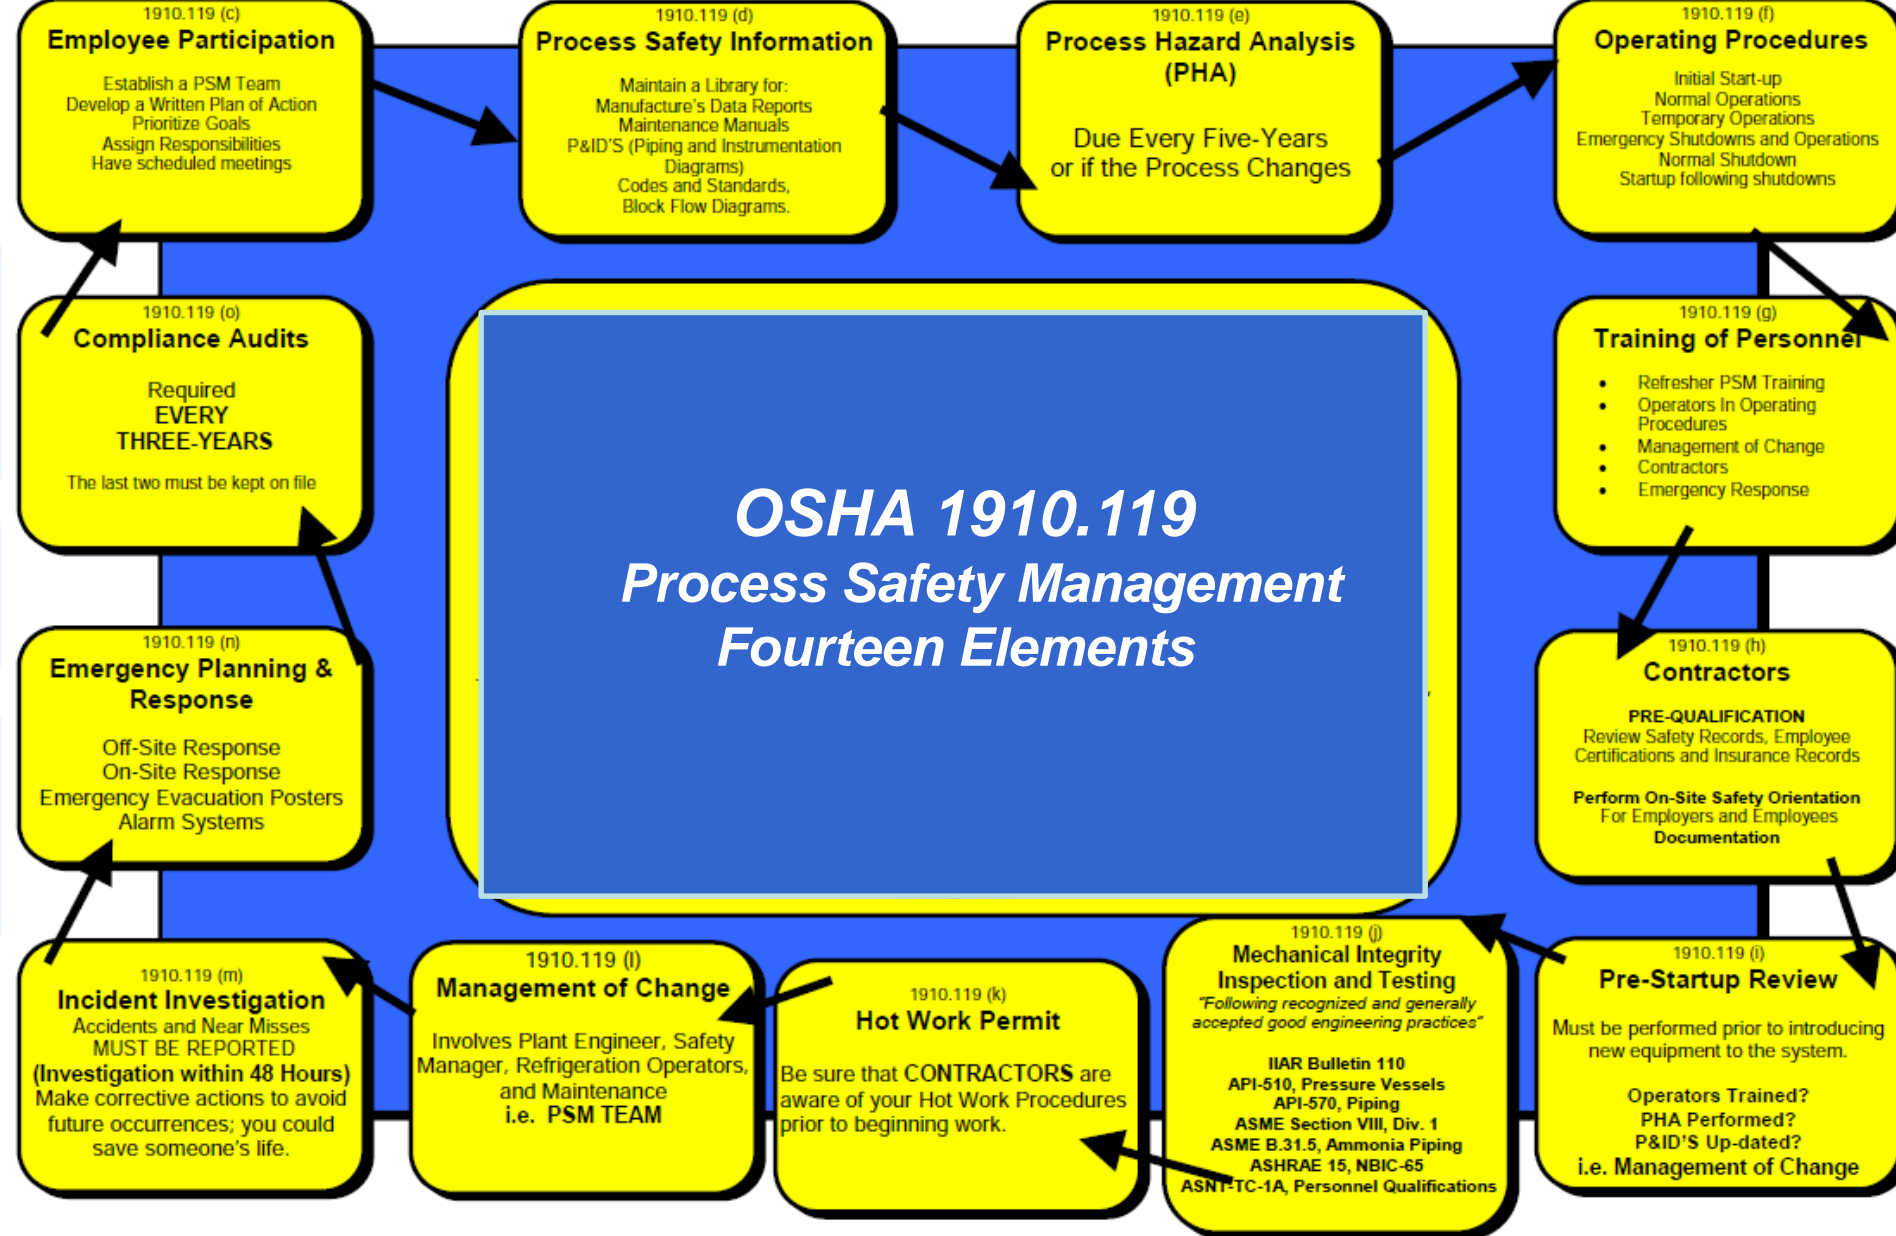 1910.119 (c)
Employee Participation
Establish a PSM Team
Develop a Written Plan of Action
Prioritize Goals
Assign Responsibilities
Have scheduled meetings
1910.119 (d)
Process Safety Information
Maintain a Library for:
Manufacture's Data Reports
Maintenance Manuals
P&ID'S (Piping and Instrumentation
Diagrams)
Codes and Standards,
Block Flow Diagrams.
1910.119 (e)
Process Hazard Analysis
(PHA)
Due Every Five-Years
or if the Process Changes
1910.119 (f)
Operating Procedures
Initial Start-up
Normal Operations
Temporary Operations
Emergency Shutdowns and Operations
Normal Shutdown
Startup following shutdowns
1910.119 (g)
Training of Personnel
• Refresher PSM Training
• Operators In Operating
Procedures
• Management of Change
• Contractors
• Emergency Response
1910.119 (h)
Contractors
PRE-QUALIFICATION
Review Safety Records, Employee
Certifications and Insurance Records
Perform On-Site Safety Orientation
For Employers and Employees
Documentation
1910.119 (i)
Pre-Startup Review
Must be performed prior to introducing
new equipment to the system.
Operators Trained?
PHA Performed?
P&ID'S Up-dated?
i.e. Management of Change
1910.119 (j)
Mechanical Integrity
Inspection and Testing
"Following recognized and generally
accepted good engineering practices"
IIAR Bulletin 110
API-510, Pressure Vessels
API-570, Piping
ASME Section VIII, Div. 1
ASME B.31.5, Ammonia Piping
ASHRAE 15, NBIC-65
ASNT-TC-1A, Personnel Qualifications
1910.119 (k)
Hot Work Permit
Be sure that CONTRACTORS are
aware of your Hot Work Procedures
prior to beginning work.
1910.119 (l)
Management of Change
Involves Plant Engineer, Safety
Manager, Refrigeration Operators,
and Maintenance
i.e. PSM TEAM
1910.119 (m)
Incident Investigation
Accidents and Near Misses
MUST BE REPORTED
(Investigation within 48 Hours)
Make corrective actions to avoid
future occurrences; you could
save someone's life.
1910.119 (n)
Emergency Planning &
Response
Off-Site Response
On-Site Response
Emergency Evacuation Posters
Alarm Systems
1910.119 (o)
Compliance Audits
Required
EVERY
THREE-YEARS
The last two must be kept on file
OSHA 1910.119
Process Safety Management
Fourteen Elements